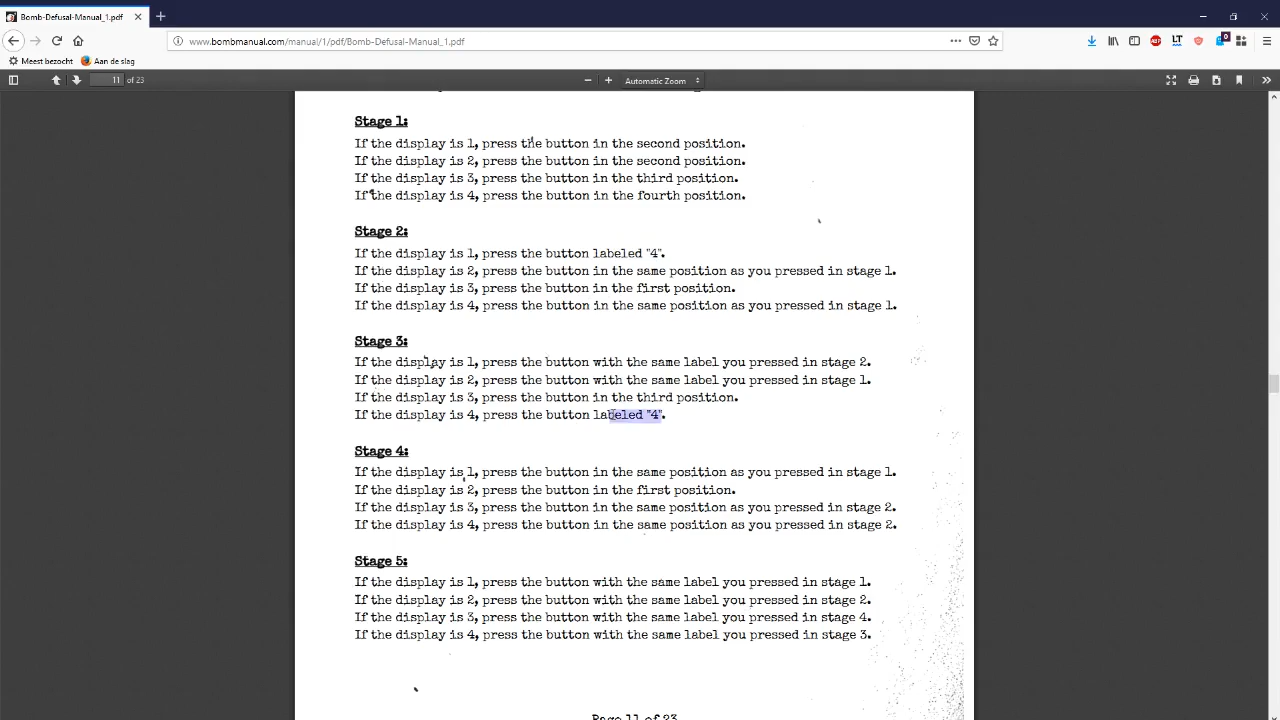 Bomb-Defusal-Manual_1.pdf
www.bombmanual.com/manual/1/pdf/Bomb-Defusal-Manual_1.pdf
Meest bezocht
Aan de slag
11 of 23
Automatic Zoom
Stage 1:
If the display is 1, press the button in the second position.
If the display is 2, press the button in the second position.
If the display is 3, press the button in the third position.
If the display is 4, press the button in the fourth position.
Stage 2:
If the display is 1, press the button labeled "4".
If the display is 2, press the button in the same position as you pressed in stage 1.
If the display is 3, press the button in the first position.
If the display is 4, press the button in the same position as you pressed in stage 1.
Stage 3:
If the display is 1, press the button with the same label you pressed in stage 2.
If the display is 2, press the button with the same label you pressed in stage 1.
If the display is 3, press the button in the third position.
If the display is 4, press the button labeled "4".
Stage 4:
If the display is 1, press the button in the same position as you pressed in stage 1.
If the display is 2, press the button in the first position.
If the display is 3, press the button in the same position as you pressed in stage 2.
If the display is 4, press the button in the same position as you pressed in stage 2.
Stage 5:
If the display is 1, press the button with the same label you pressed in stage 1.
If the display is 2, press the button with the same label you pressed in stage 2.
If the display is 3, press the button with the same label you pressed in stage 4.
If the display is 4, press the button with the same label you pressed in stage 3.
Page 11 of 23